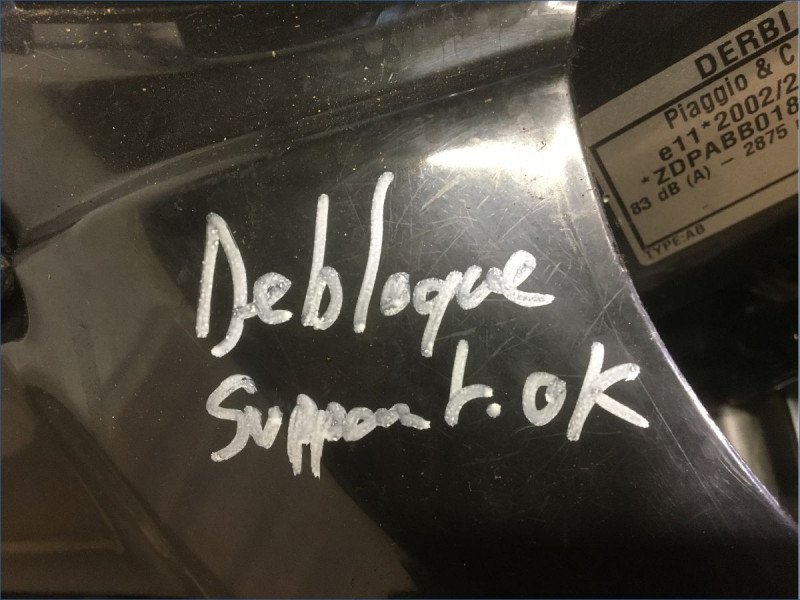 Debloque
Support. OK
DERBI
Piaggio & C
e11*2002/2
*ZDPABB018
83 dB (A) - 2875
TYPE:AB